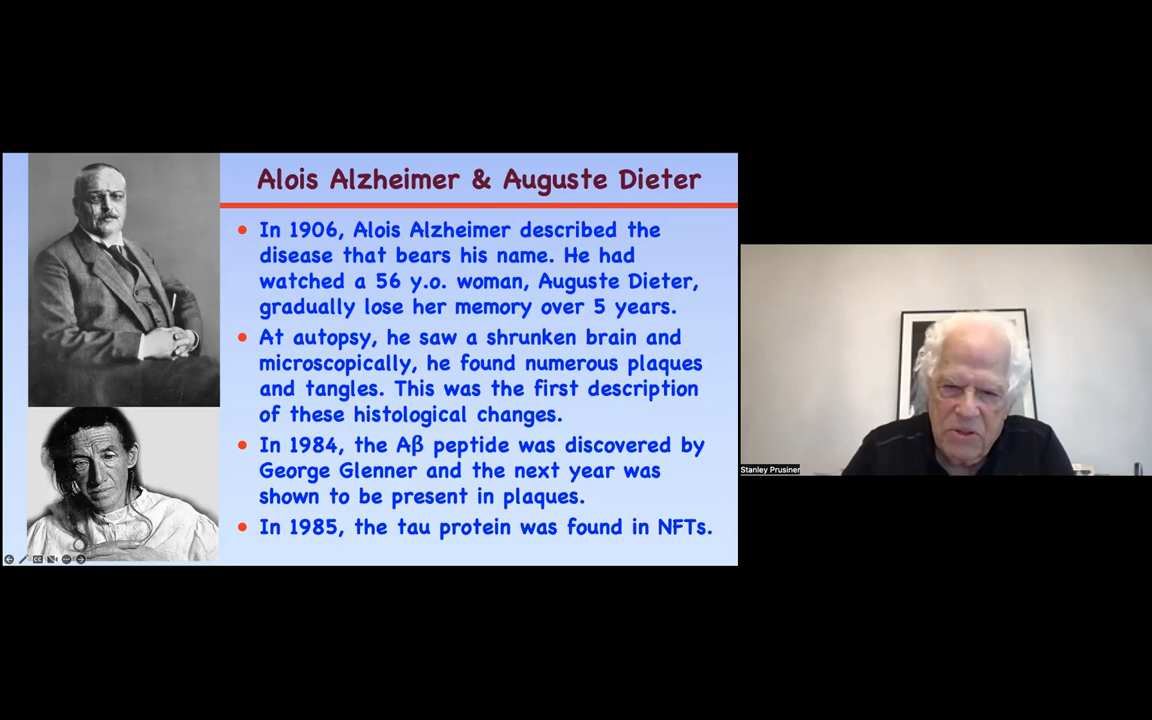 Alois Alzheimer & Auguste Dieter
• In 1906, Alois Alzheimer described the
disease that bears his name. He had
watched a 56 y.o. woman, Auguste Dieter,
gradually lose her memory over 5 years.
• At autopsy, he saw a shrunken brain and
microscopically, he found numerous plaques
and tangles. This was the first description
of these histological changes.
• In 1984, the Aβ peptide was discovered by
George Glenner and the next year was
shown to be present in plaques.
• In 1985, the tau protein was found in NFTs.
Stanley Prusiner